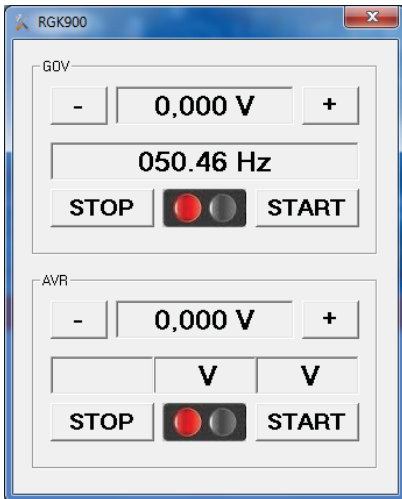 RGK900
GOV
- 0,000 V +
050.46 Hz
STOP START
AVR
- 0,000 V +
V V
STOP START